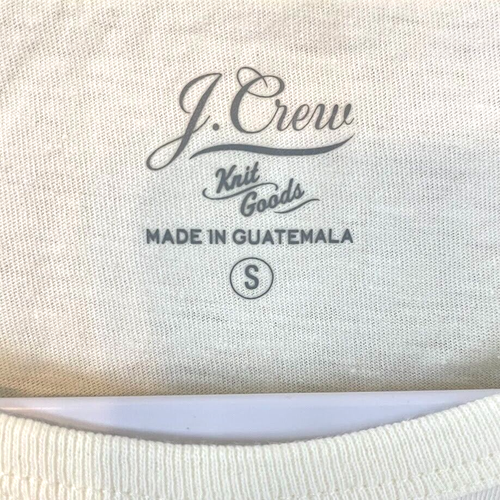 J.Crew
Knit
Goods
MADE IN GUATEMALA
S